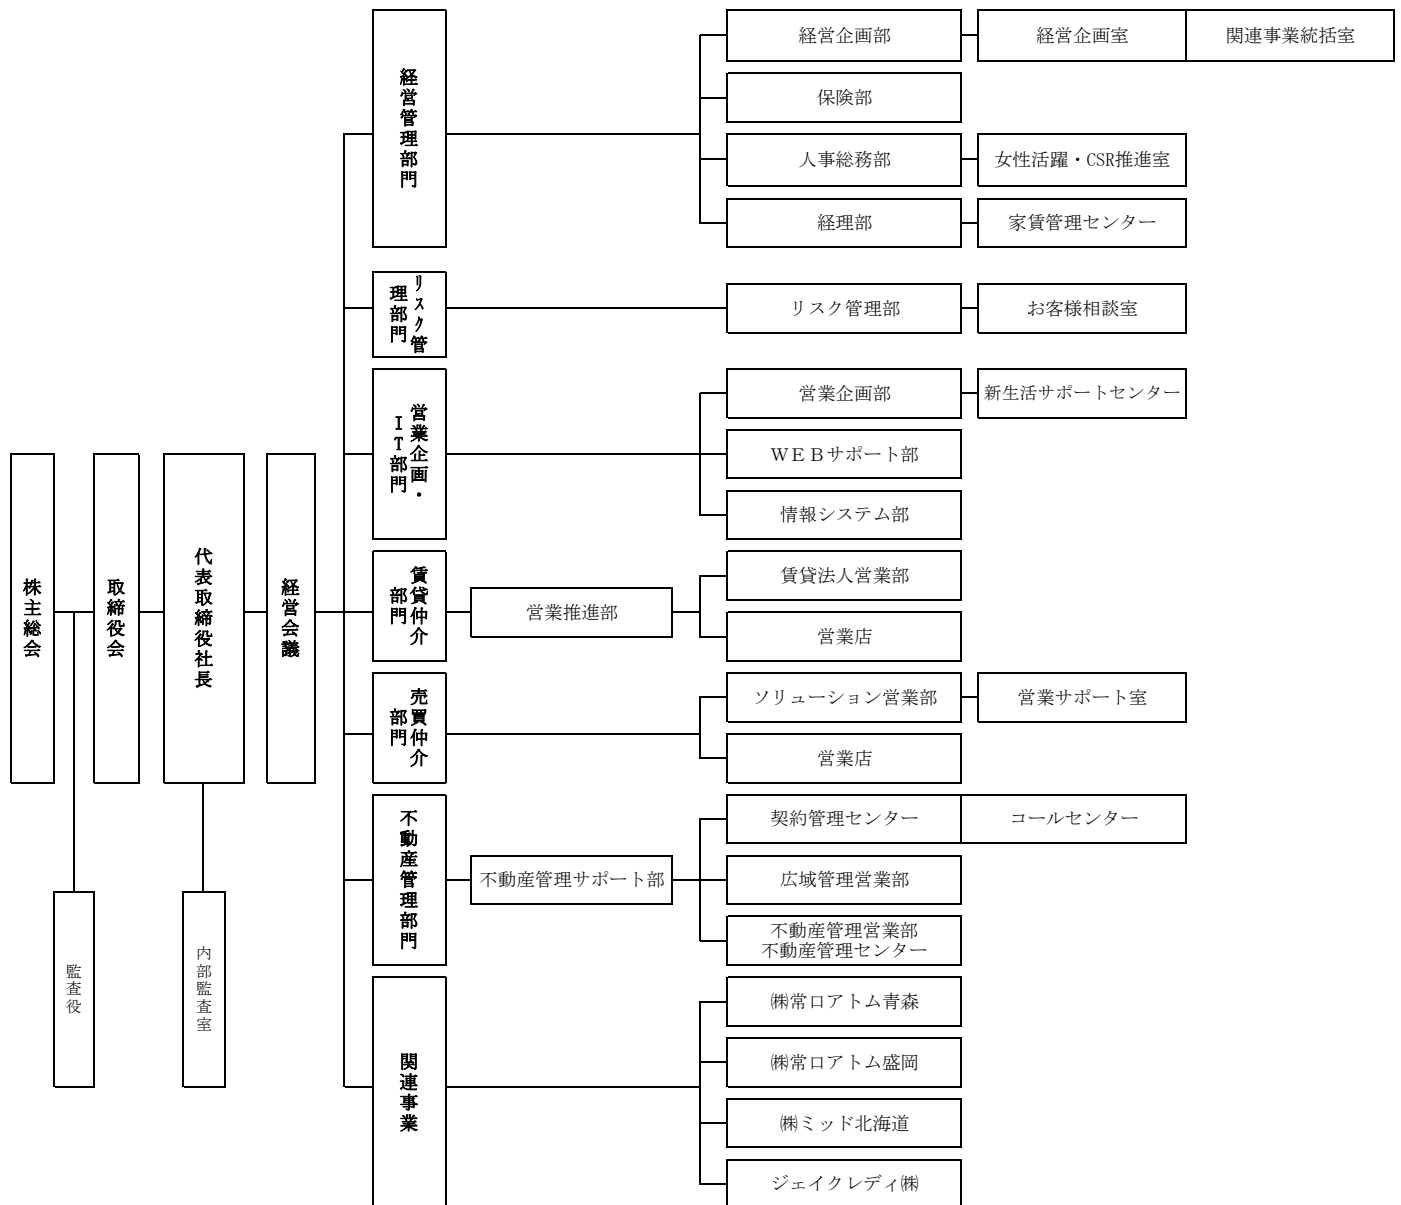 株主総会
監査役
取締役会
代表取締役社長
内部監査室
経営会議
経営管理部門
経営企画部
経営企画室
関連事業統括室
保険部
人事総務部
女性活躍・CSR推進室
経理部
家賃管理センター
ﾘｽｸ管
理部門
リスク管理部
お客様相談室
営業企画・
IT部門
営業企画部
新生活サポートセンター
ＷＥＢサポート部
情報システム部
賃貸仲介
部門
営業推進部
賃貸法人営業部
営業店
売買仲介
部門
ソリューション営業部
営業サポート室
営業店
不動産管理部門
不動産管理サポート部
契約管理センター
コールセンター
広域管理営業部
不動産管理営業部
不動産管理センター
関連事業
㈱常口アトム青森
㈱常口アトム盛岡
㈱ミッド北海道
ジェイクレディ㈱